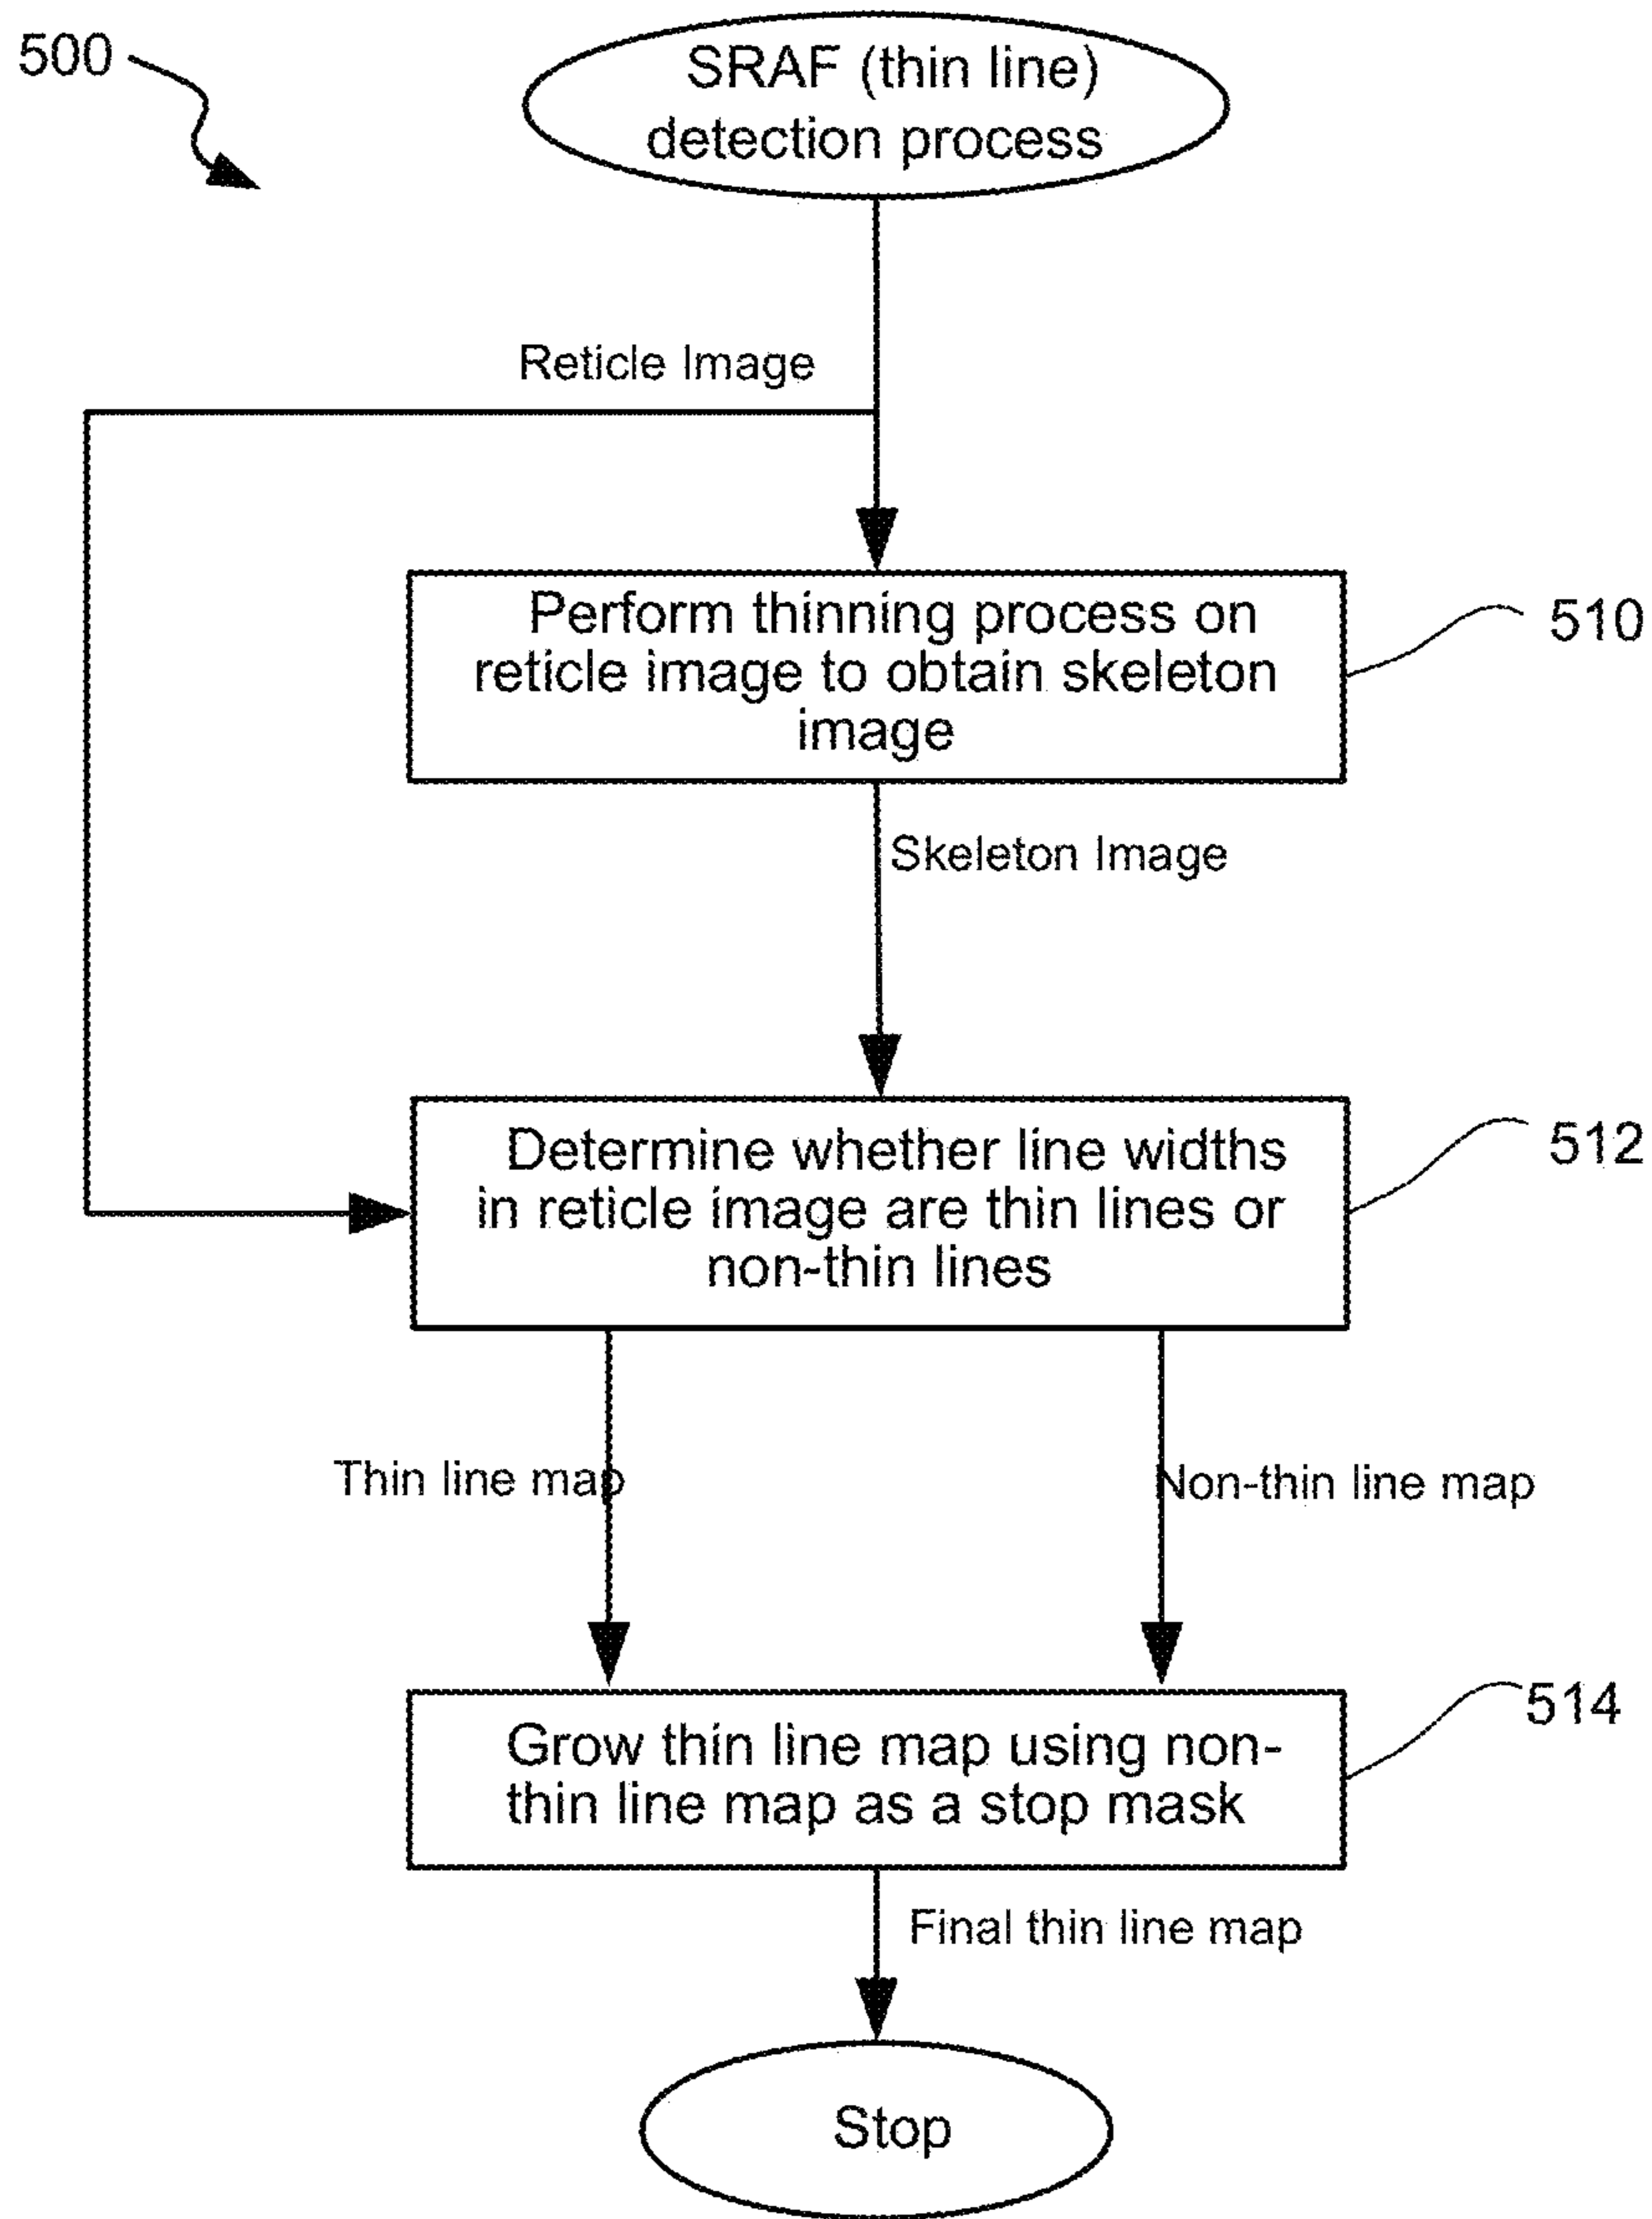 500
SRAF (thin line)
detection process
Reticle Image
Perform thinning process on
reticle image to obtain skeleton
image
510
Skeleton Image
Determine whether line widths
in reticle image are thin lines or
non-thin lines
512
Thin line map
Non-thin line map
Grow thin line map using non-
thin line map as a stop mask
514
Final thin line map
Stop